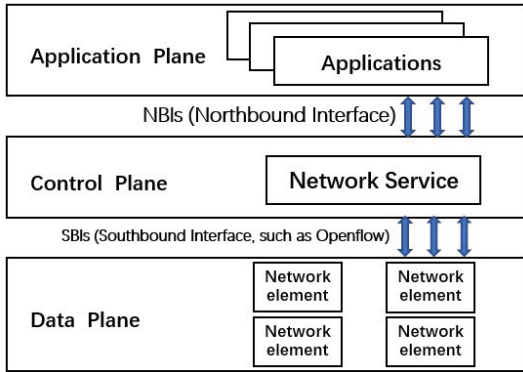 Application Plane
Applications
NBIs (Northbound Interface)
Control Plane
Network Service
SBIs (Southbound Interface, such as Openflow)
Data Plane
Network
element
Network
element
Network
element
Network
element